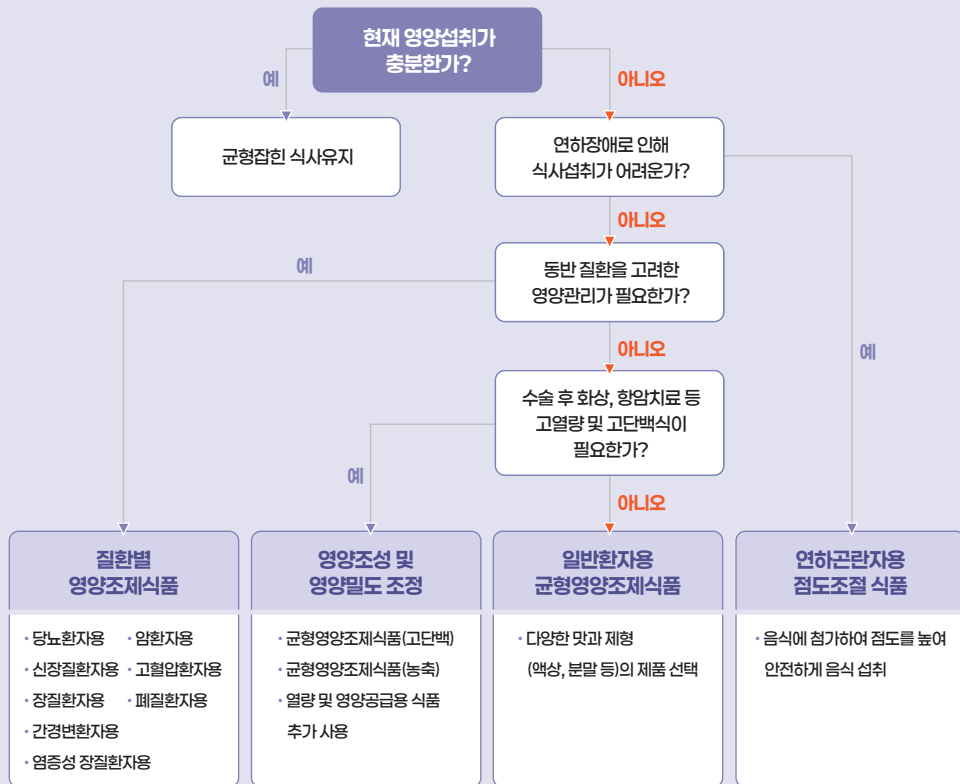 현재 영양섭취가
충분한가?
예
아니오
균형잡힌 식사유지
연하장애로 인해
식사섭취가 어려운가?
아니오
예
동반 질환을 고려한
영양관리가 필요한가?
아니오
예
수술 후 화상, 항암치료 등
고열량 및 고단백식이
필요한가?
예
아니오
질환별
영양조제식품
· 당뇨환자용 · 암환자용
· 신장질환자용 · 고혈압환자용
· 장질환자용 · 폐질환자용
· 간경변환자용
· 염증성 장질환자용
영양조성 및
영양밀도 조정
· 균형영양조제식품(고단백)
· 균형영양조제식품(농축)
· 열량 및 영양공급용 식품
추가 사용
일반환자용
균형영양조제식품
· 다양한 맛과 제형
(액상, 분말 등)의 제품 선택
연하곤란자용
점도조절 식품
· 음식에 첨가하여 점도를 높여
안전하게 음식 섭취